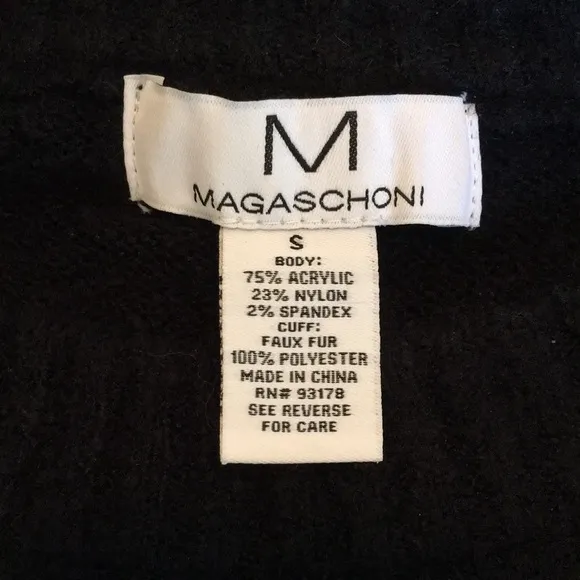 M
MAGASCHONI
S
BODY:
75% ACRYLIC
23% NYLON
2% SPANDEX
CUFF:
FAUX FUR
100% POLYESTER
MADE IN CHINA
RN# 93178
SEE REVERSE
FOR CARE